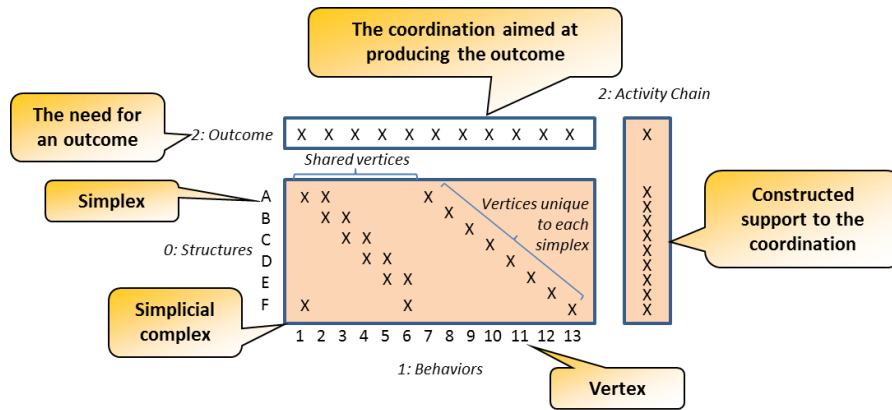 The coordination aimed at
producing the outcome
2: Activity Chain
The need for
an outcome
2: Outcome
X X X X X X X X X X X
X
Shared vertices
Simplex
A X X X
B X X X
C X X X
D X X X
E X X X
F X X X
X
X
Vertices unique
to each
simplex
0: Structures
X
X
X
X
X
X
X
X
X
Constructed
support to the
coordination
Simplicial
complex
1 2 3 4 5 6 7 8 9 10 11 12 13
1: Behaviors
Vertex